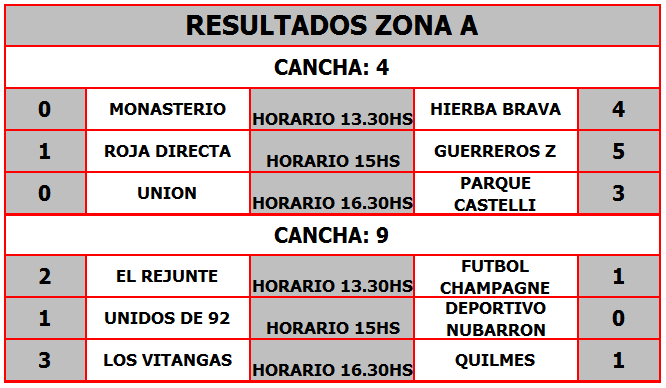 RESULTADOS ZONA A
CANCHA: 4
0 MONASTERIO HORARIO 13.30HS HIERBA BRAVA 4
1 ROJA DIRECTA HORARIO 15HS GUERREROS Z 5
0 UNION HORARIO 16.30HS PARQUE CASTELLI 3
CANCHA: 9
2 EL REJUNTE HORARIO 13.30HS FUTBOL CHAMPAGNE 1
1 UNIDOS DE 92 HORARIO 15HS DEPORTIVO NUBARRON 0
3 LOS VITANGAS HORARIO 16.30HS QUILMES 1